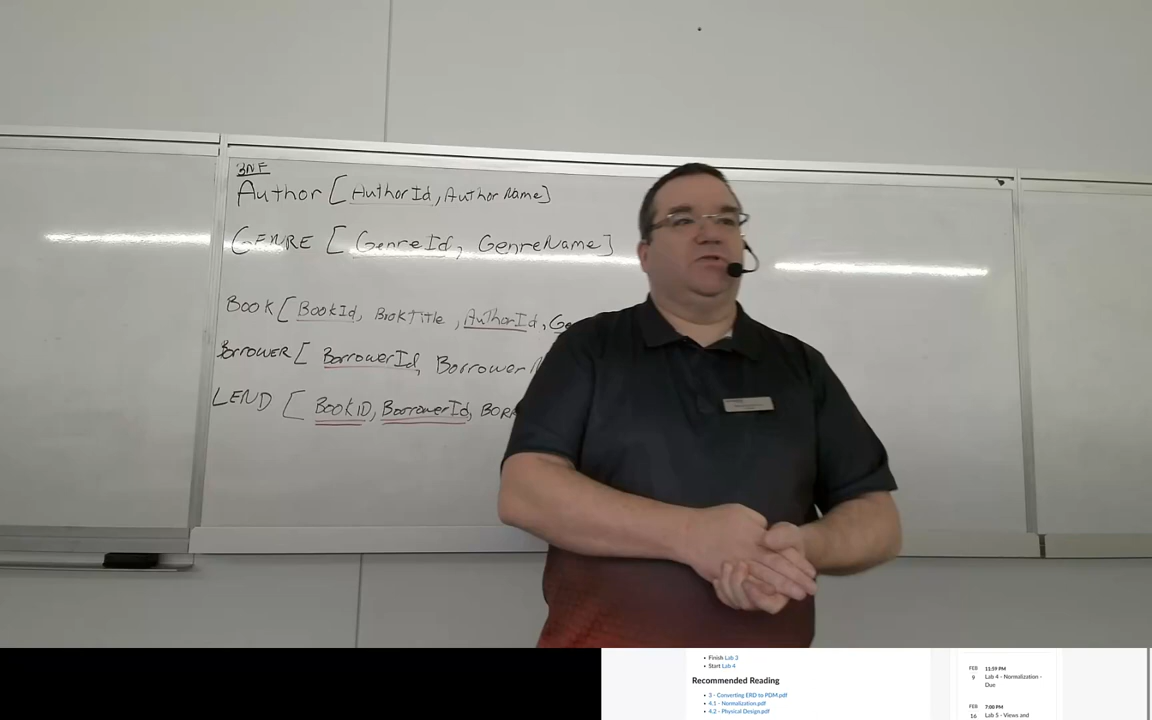 3NF
Author [AuthorId, AuthorName]
GENRE [GenreId, GenreName]
BOOK [BookId, BookTitle, AuthorId, Ge
BORROWER [BorrowerId, Borrower
LEND [BOOKID, BorrowerId, BORR
Finish Lab 3
Start Lab 4
Recommended Reading
3 - Converting ERD to PDM.pdf
4.1 - Normalization.pdf
4.2 - Physical Design.pdf
FEB
9
11:59 PM
Lab 4 - Normalization -
Due
FEB
16
7:00 PM
Lab 5 - Views and